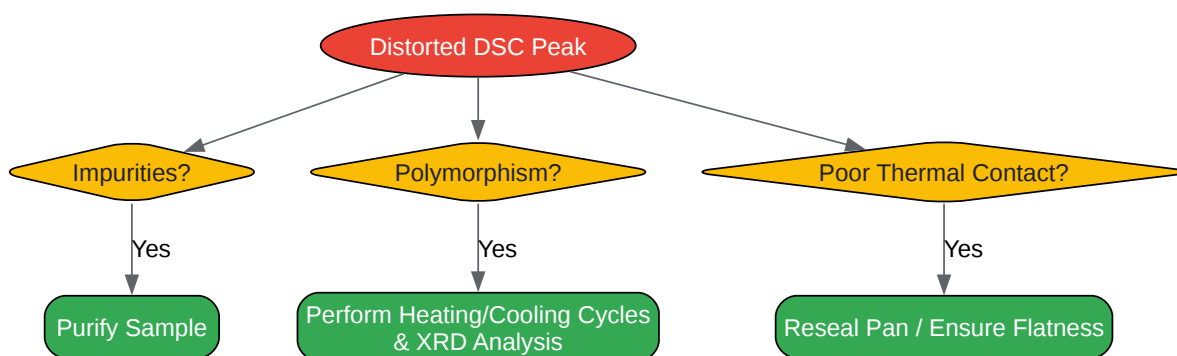 Distorted DSC Peak
Impurities?
Polymorphism?
Poor Thermal Contact?
Yes
Yes
Yes
Purify Sample
Perform Heating/Cooling Cycles
& XRD Analysis
Reseal Pan / Ensure Flatness